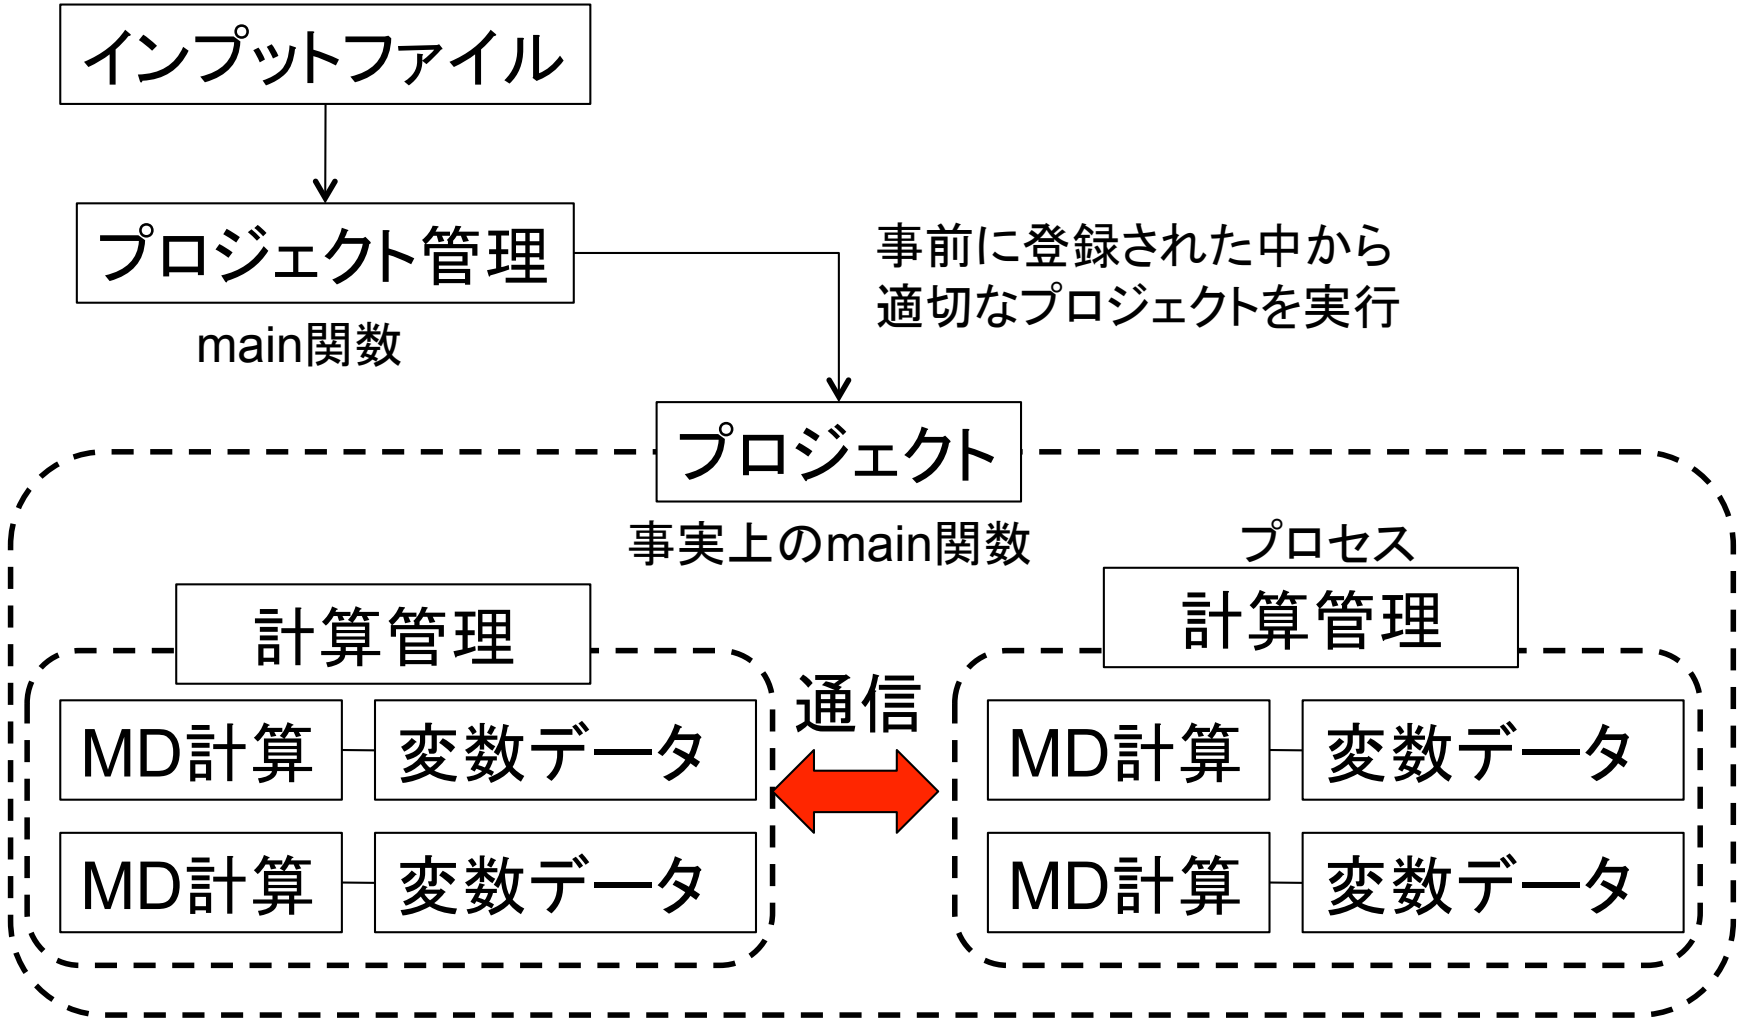 インプットファイル
プロジェクト管理
main関数
事前に登録された中から
適切なプロジェクトを実行
プロジェクト
事実上のmain関数
プロセス
計算管理
計算管理
通信
MD計算
変数データ
MD計算
変数データ
MD計算
変数データ
MD計算
変数データ